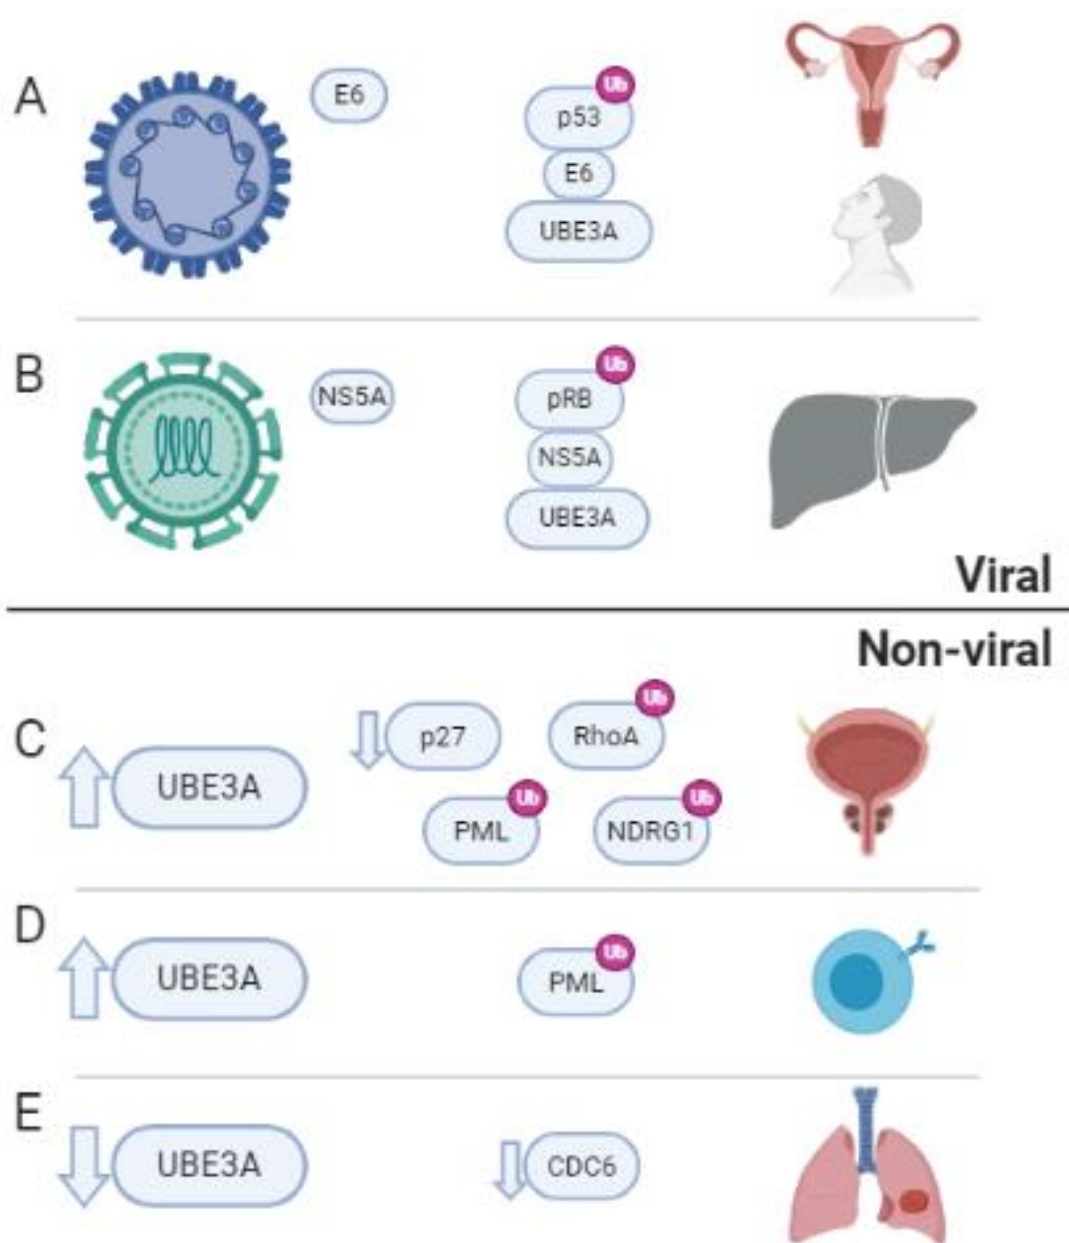 A
E6
Ub
p53
E6
UBE3A
B
NS5A
Ub
pRB
NS5A
UBE3A
Viral
Non-viral
C
UBE3A
p27
Ub
RhoA
Ub
PML
Ub
NDRG1
D
UBE3A
Ub
PML
E
UBE3A
CDC6